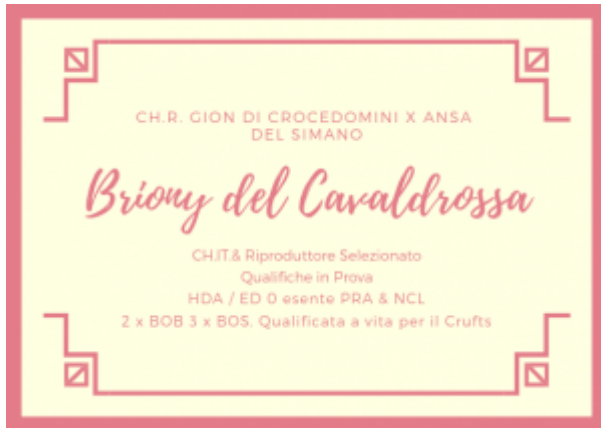 CH.R. GION DI CROCEDOMINI X ANSA
DEL SIMANO
Briony del Cavaldrossa
CH.IT.& Riproduttore Selezionato
Qualifiche in Prova
HDA / ED 0 esente PRA & NCL
2 x BOB 3 x BOS. Qualificata a vita per il Crufts